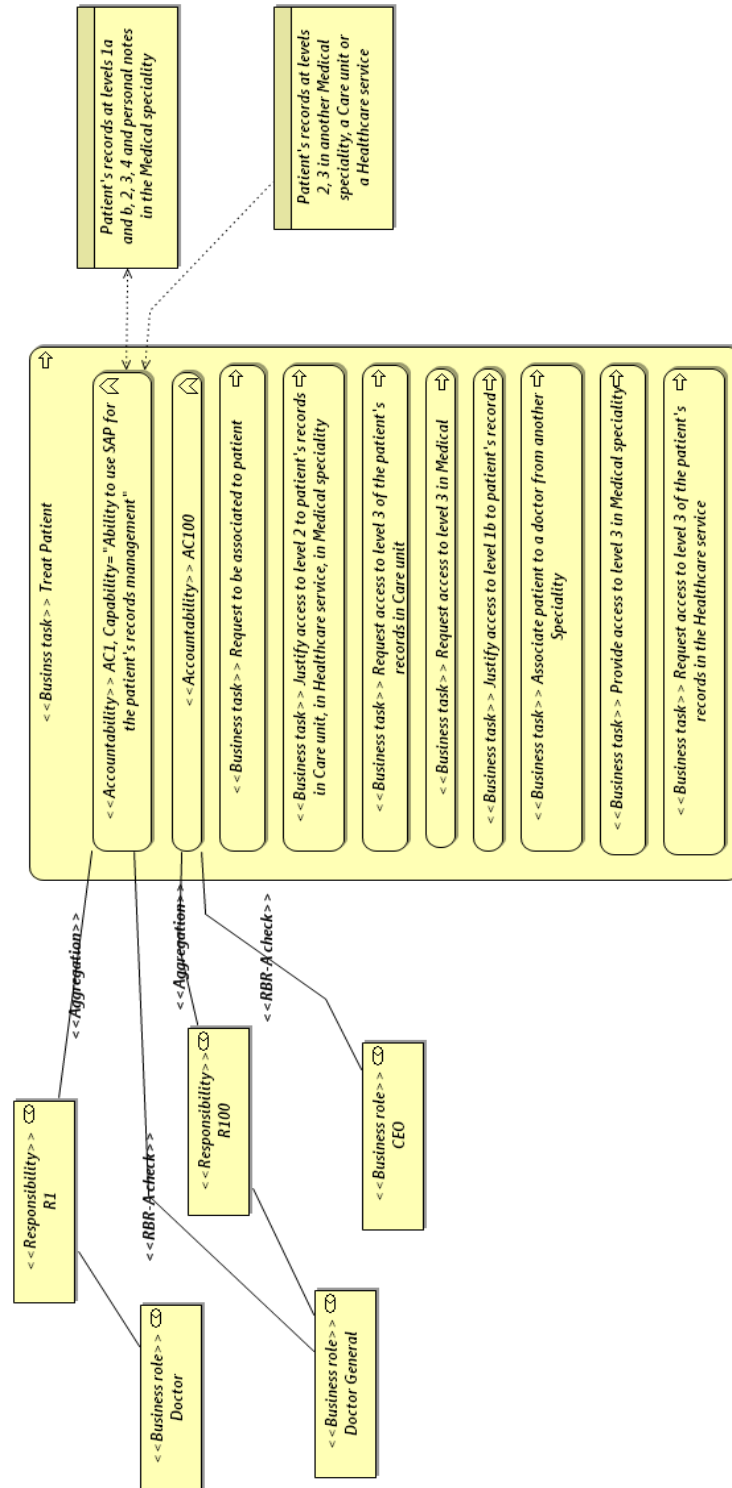 Patient's records at levels 1a
and b, 2, 3, 4 and personal notes
in the Medical speciality
Patient's records at levels
2, 3 in another Medical
speciality, a Care unit or
a Healthcare service
<<Businss task>> Treat Patient
<<Accountability>> AC1, Capability="Ability to use SAP for
the patient's records management"
<<Accountability>> AC100
<<Business task>> Request to be associated to patient
<<Business task>> Justify access to level 2 to patient's records
in Care unit, in Healthcare service, in Medical speciality
<<Business task>> Request access to level 3 of the patient's
records in Care unit
<<Business task>> Request access to level 3 in Medical
<<Business task>> Justify access to level 1b to patient's record
<<Business task>> Associate patient to a doctor from another
Speciality
<<Business task>> Provide access to level 3 in Medical speciality
<<Business task>> Request access to level 3 of the patient's
records in the Healthcare service
<<Aggregation>>
<<Aggregation>>
<<RBR-A check>>
<<RBR-A check>>
<<Responsibility>>
R1
<<Responsibility>>
R100
<<Business role>>
CEO
<<Business role>>
Doctor
<<Business role>>
Doctor General